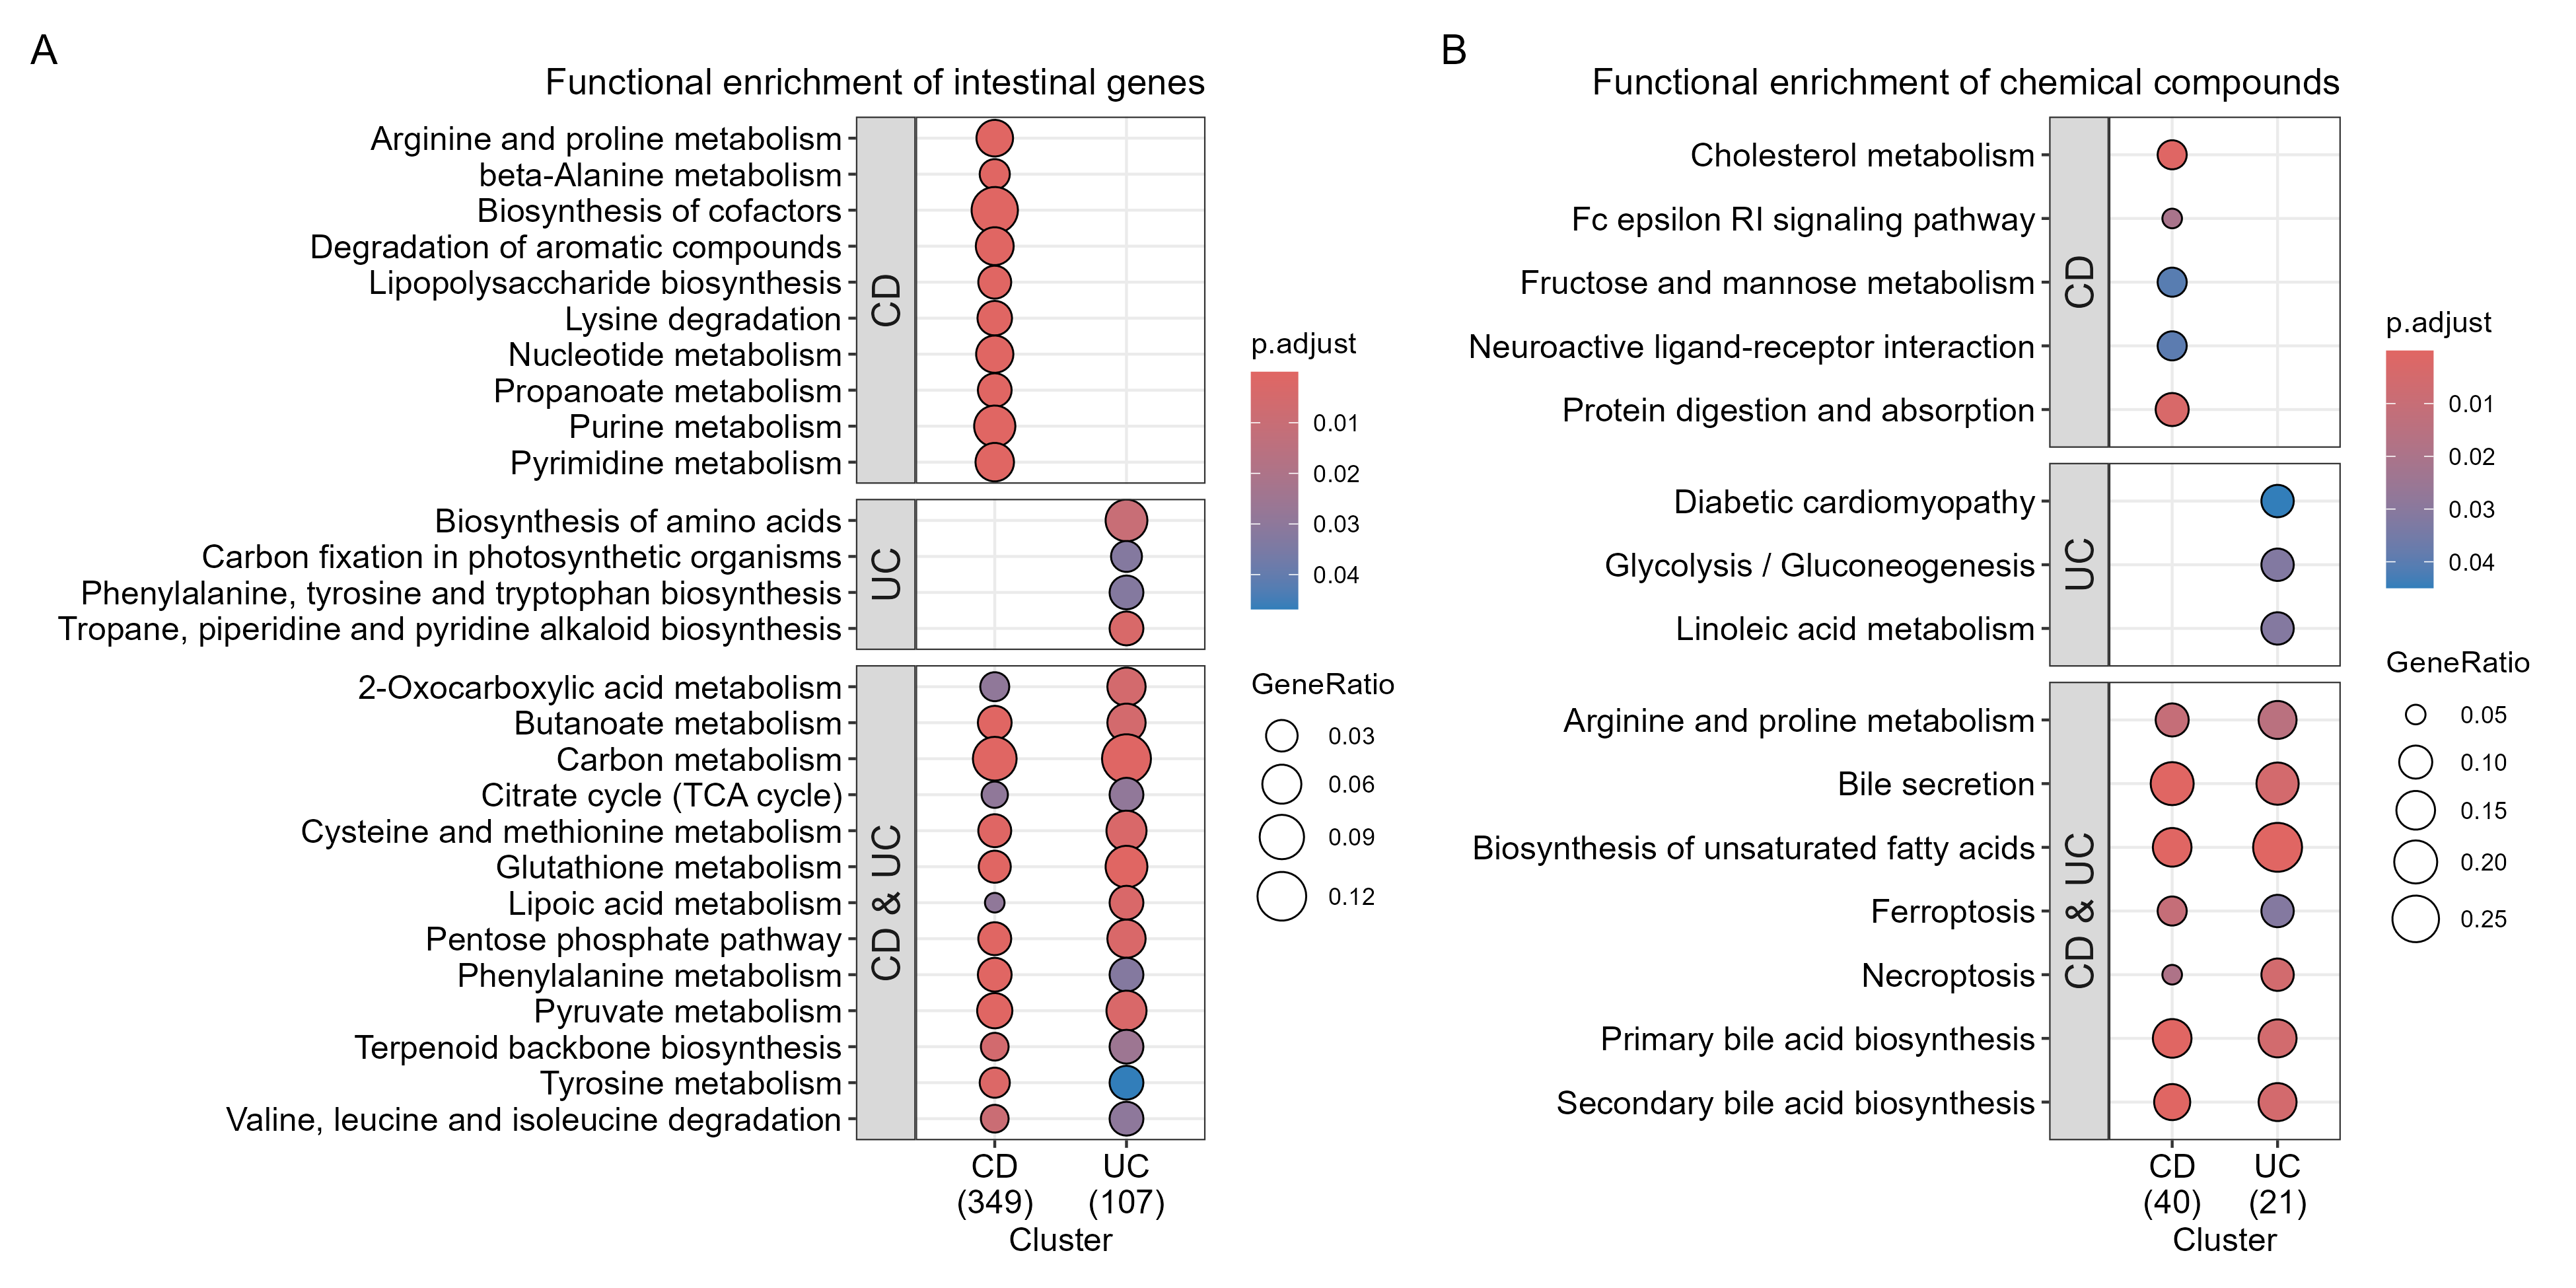 A
Functional enrichment of intestinal genes
Arginine and proline metabolism
beta-Alanine metabolism
Biosynthesis of cofactors
Degradation of aromatic compounds
Lipopolysaccharide biosynthesis
Lysine degradation
Nucleotide metabolism
Propanoate metabolism
Purine metabolism
Pyrimidine metabolism
CD
Biosynthesis of amino acids
Carbon fixation in photosynthetic organisms
Phenylalanine, tyrosine and tryptophan biosynthesis
Tropane, piperidine and pyridine alkaloid biosynthesis
UC
2-Oxocarboxylic acid metabolism
Butanoate metabolism
Carbon metabolism
Citrate cycle (TCA cycle)
Cysteine and methionine metabolism
Glutathione metabolism
Lipoic acid metabolism
Pentose phosphate pathway
Phenylalanine metabolism
Pyruvate metabolism
Terpenoid backbone biosynthesis
Tyrosine metabolism
Valine, leucine and isoleucine degradation
CD & UC
CD UC
(349) (107)
Cluster
p.adjust
0.01
0.02
0.03
0.04
GeneRatio
0.03
0.06
0.09
0.12
B
Functional enrichment of chemical compounds
Cholesterol metabolism
Fc epsilon RI signaling pathway
Fructose and mannose metabolism
Neuroactive ligand-receptor interaction
Protein digestion and absorption
CD
Diabetic cardiomyopathy
Glycolysis / Gluconeogenesis
Linoleic acid metabolism
UC
Arginine and proline metabolism
Bile secretion
Biosynthesis of unsaturated fatty acids
Ferroptosis
Necroptosis
Primary bile acid biosynthesis
Secondary bile acid biosynthesis
CD & UC
CD UC
(40) (21)
Cluster
p.adjust
0.01
0.02
0.03
0.04
GeneRatio
0.05
0.10
0.15
0.20
0.25